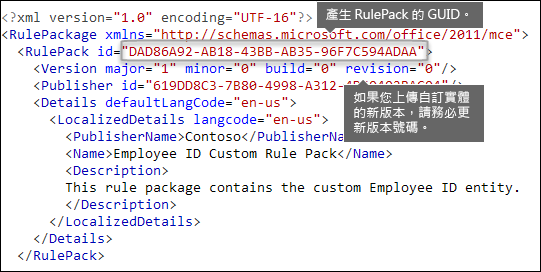 <?xml version="1.0" encoding="UTF-16"?>
產生 RulePack 的 GUID。
<RulePackage xmlns="http://schemas.microsoft.com/office/2011/mce">
<RulePack id="DAD86A92-AB18-43BB-AB35-96F7C594ADAA">
<Version major="1" minor="0" build="0" revision="0"/>
<Publisher id="619DD8C3-7B80-4998-A312-
如果您上傳自訂實體
的新版本，請務必更
新版本號碼。
<Details defaultLangCode="en-us">
<LocalizedDetails langcode="en-us">
<PublisherName>Contoso</PublisherNam
<Name>Employee ID Custom Rule Pack</Name>
<Description>
This rule package contains the custom Employee ID entity.
</Description>
</LocalizedDetails>
</Details>
</RulePack>